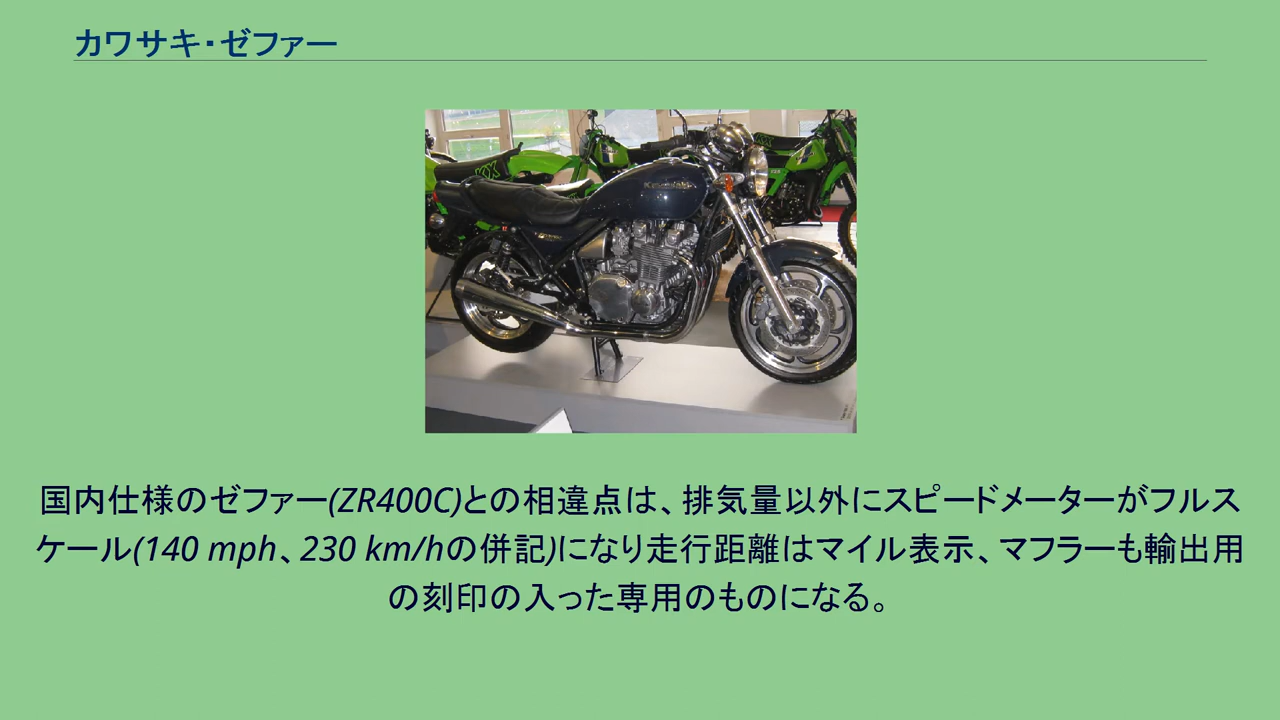 カワサキ・ゼファー
KX
Kawasaki
国内仕様のゼファー(ZR400C)との相違点は、排気量以外にスピードメーターがフルス
ケール(140 mph、230 km/hの併記)になり走行距離はマイル表示、マフラーも輸出用
の刻印の入った専用のものになる。